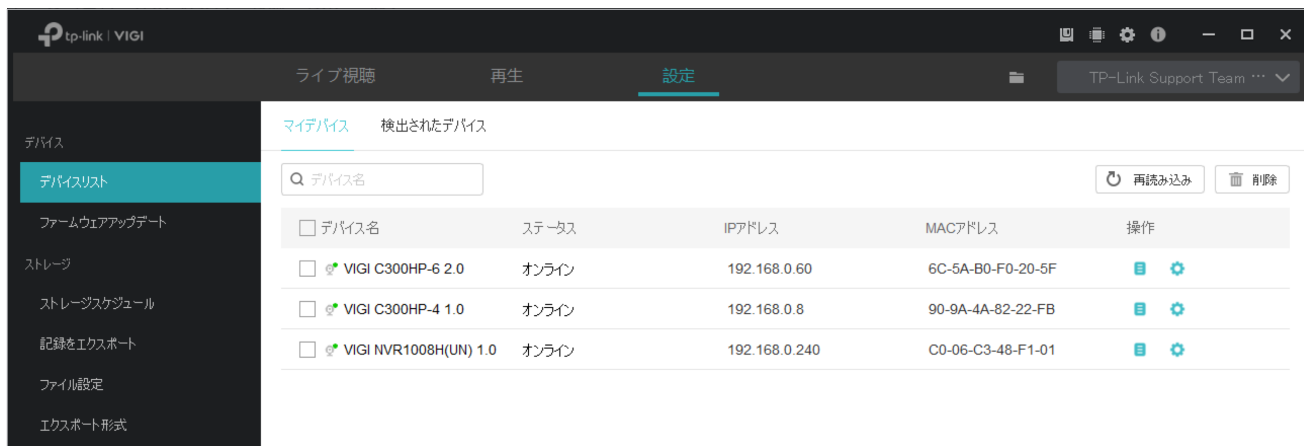 tp-link | VIGI
ライブ視聴 再生 設定 TP-Link Support Team …
デバイス
デバイスリスト
ファームウェアアップデート
ストレージ
ストレージスケジュール
記録をエクスポート
ファイル設定
エクスポート形式
マイデバイス 検出されたデバイス
デバイス名 再読み込み 削除
デバイス名 ステータス IPアドレス MACアドレス 操作
VIGI C300HP-6 2.0 オンライン 192.168.0.60 6C-5A-B0-F0-20-5F
VIGI C300HP-4 1.0 オンライン 192.168.0.8 90-9A-4A-82-22-FB
VIGI NVR1008H(UN) 1.0 オンライン 192.168.0.240 C0-06-C3-48-F1-01